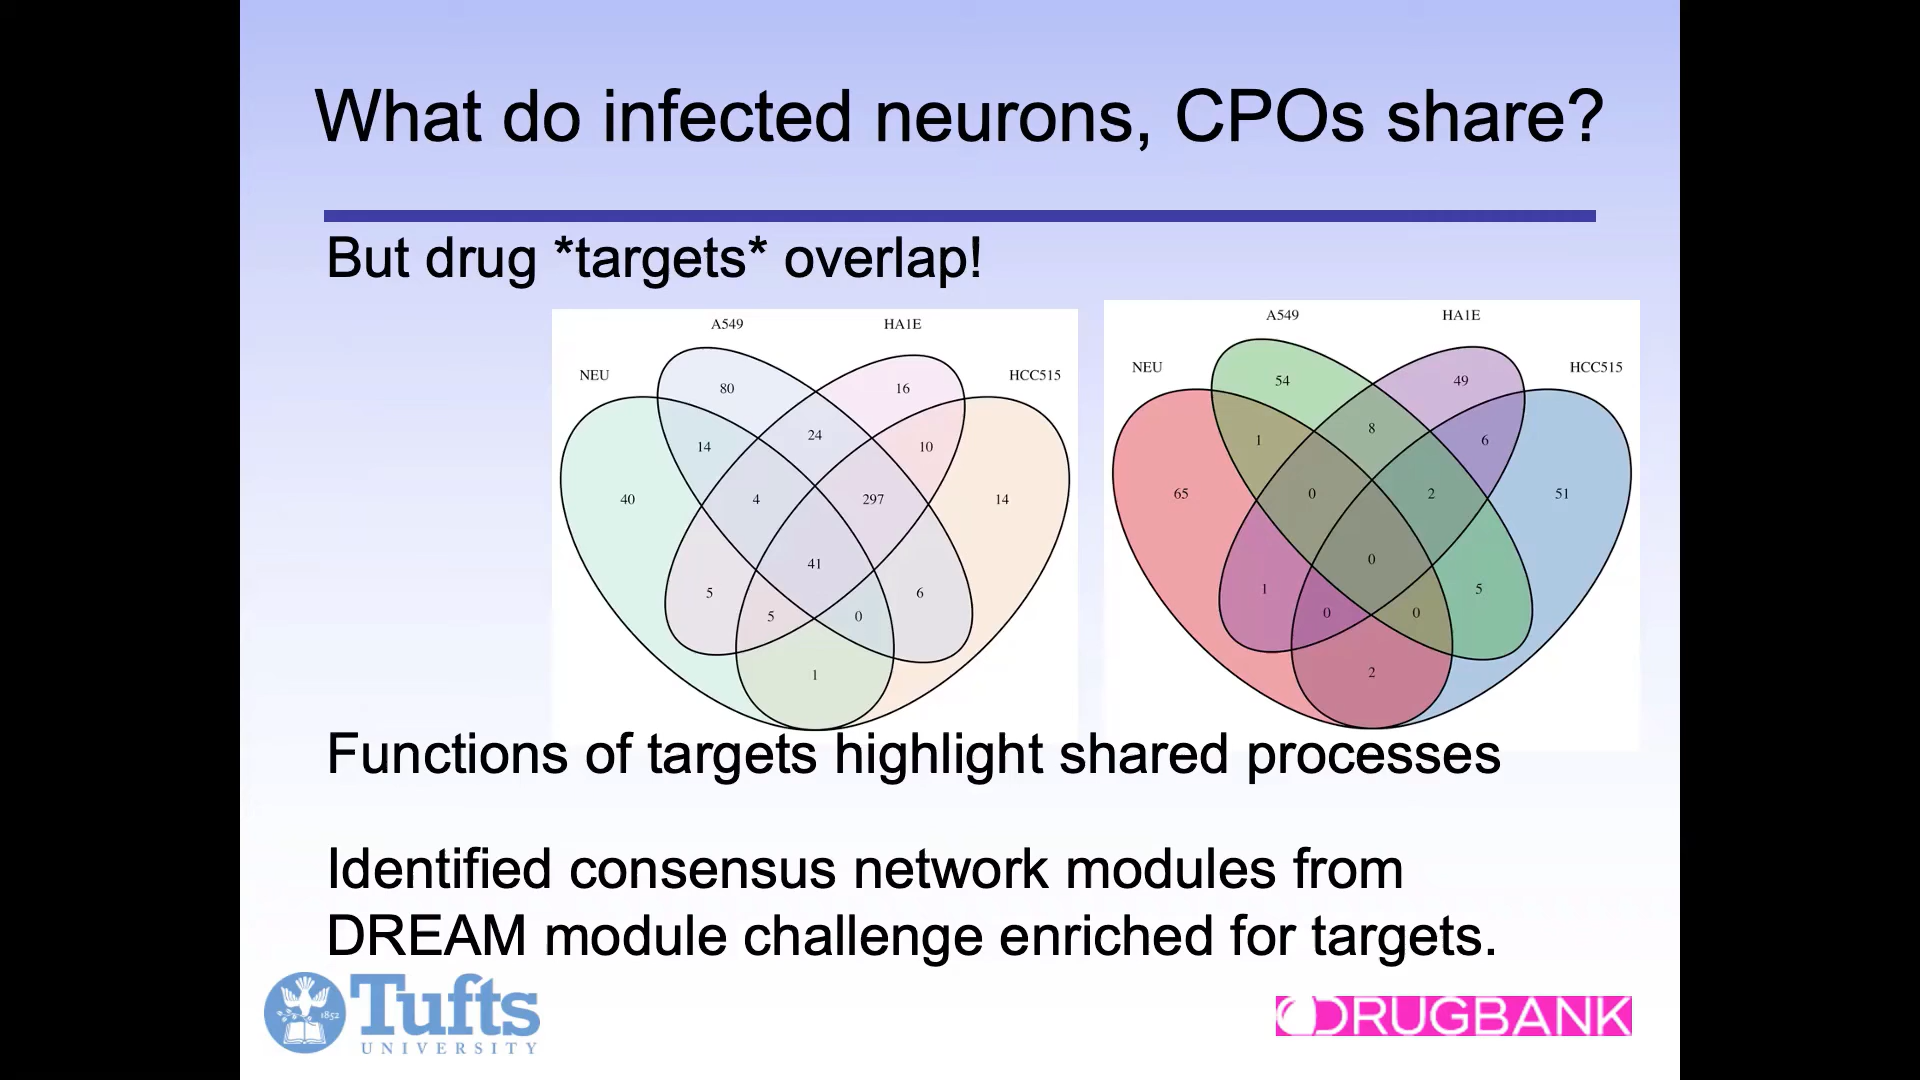 What do infected neurons, CPOs share?
But drug *targets* overlap!
A549
HA1E
NEU
HCC515
80
16
24
14
10
40
4
297
14
41
5
6
5
0
1
A549
HA1E
NEU
HCC515
54
49
8
1
6
65
0
2
51
0
1
5
0
0
2
Functions of targets highlight shared processes
Identified consensus network modules from
DREAM module challenge enriched for targets.
1852
Tufts
UNIVERSITY
DRUGBANK